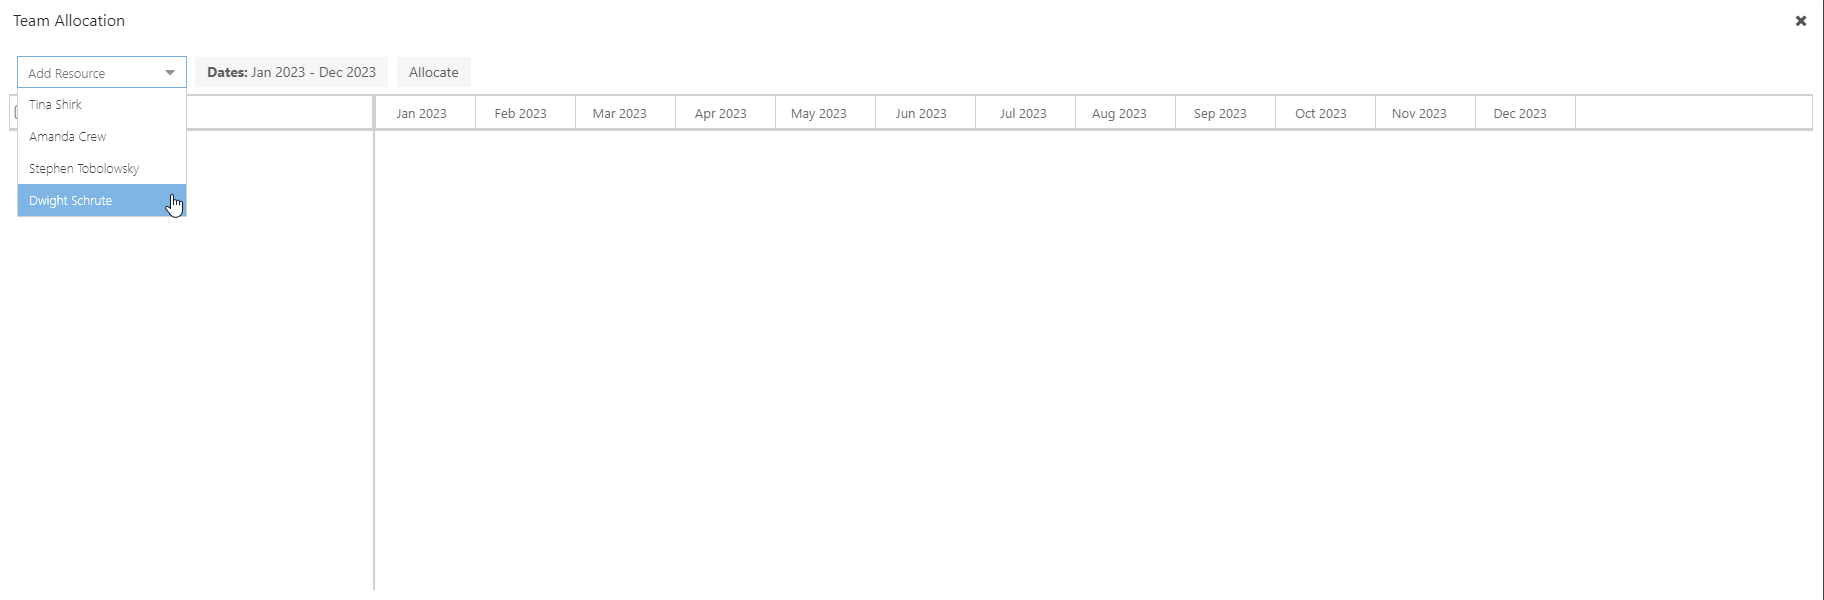 Team Allocation
Add Resource Dates: Jan 2023 - Dec 2023 Allocate
Tina Shirk
Amanda Crew
Stephen Tobolowsky
Dwight Schrute
Jan 2023 Feb 2023 Mar 2023 Apr 2023 May 2023 Jun 2023 Jul 2023 Aug 2023 Sep 2023 Oct 2023 Nov 2023 Dec 2023